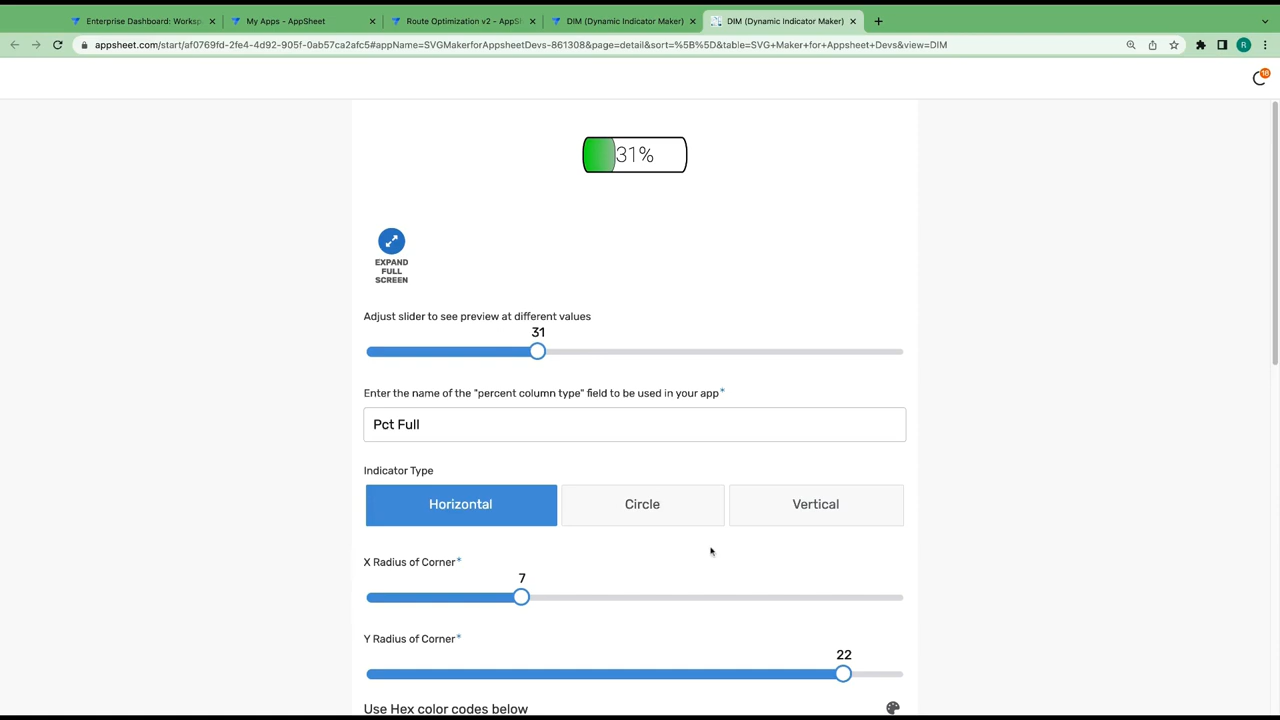 Enterprise Dashboard: Worksp
My Apps - AppSheet
Route Optimization v2 - AppSh
DIM (Dynamic Indicator Maker)
DIM (Dynamic Indicator Maker)
appsheet.com/start/af0769fd-2fe4-4d92-905f-0ab57ca2afc5#appName=SVGMakerforAppsheetDevs-861308&page=detail&sort=%5B%5D&table=SVG+Maker+for+Appsheet+Devs&view=DIM
R
18
31%
EXPAND
FULL
SCREEN
Adjust slider to see preview at different values
31
Enter the name of the "percent column type" field to be used in your app*
Pct Full
Indicator Type
Horizontal
Circle
Vertical
X Radius of Corner*
7
Y Radius of Corner*
22
Use Hex color codes below